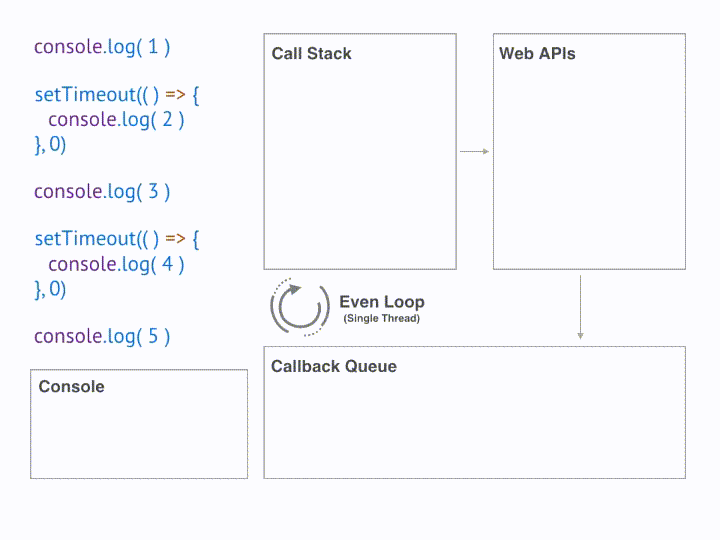 console.log( 1 )
setTimeout(( ) => {
console.log( 2 )
}, 0)
console.log( 3 )
setTimeout(( ) => {
console.log( 4 )
}, 0)
console.log( 5 )
Console
Call Stack
Web APIs
Even Loop
(Single Thread)
Callback Queue